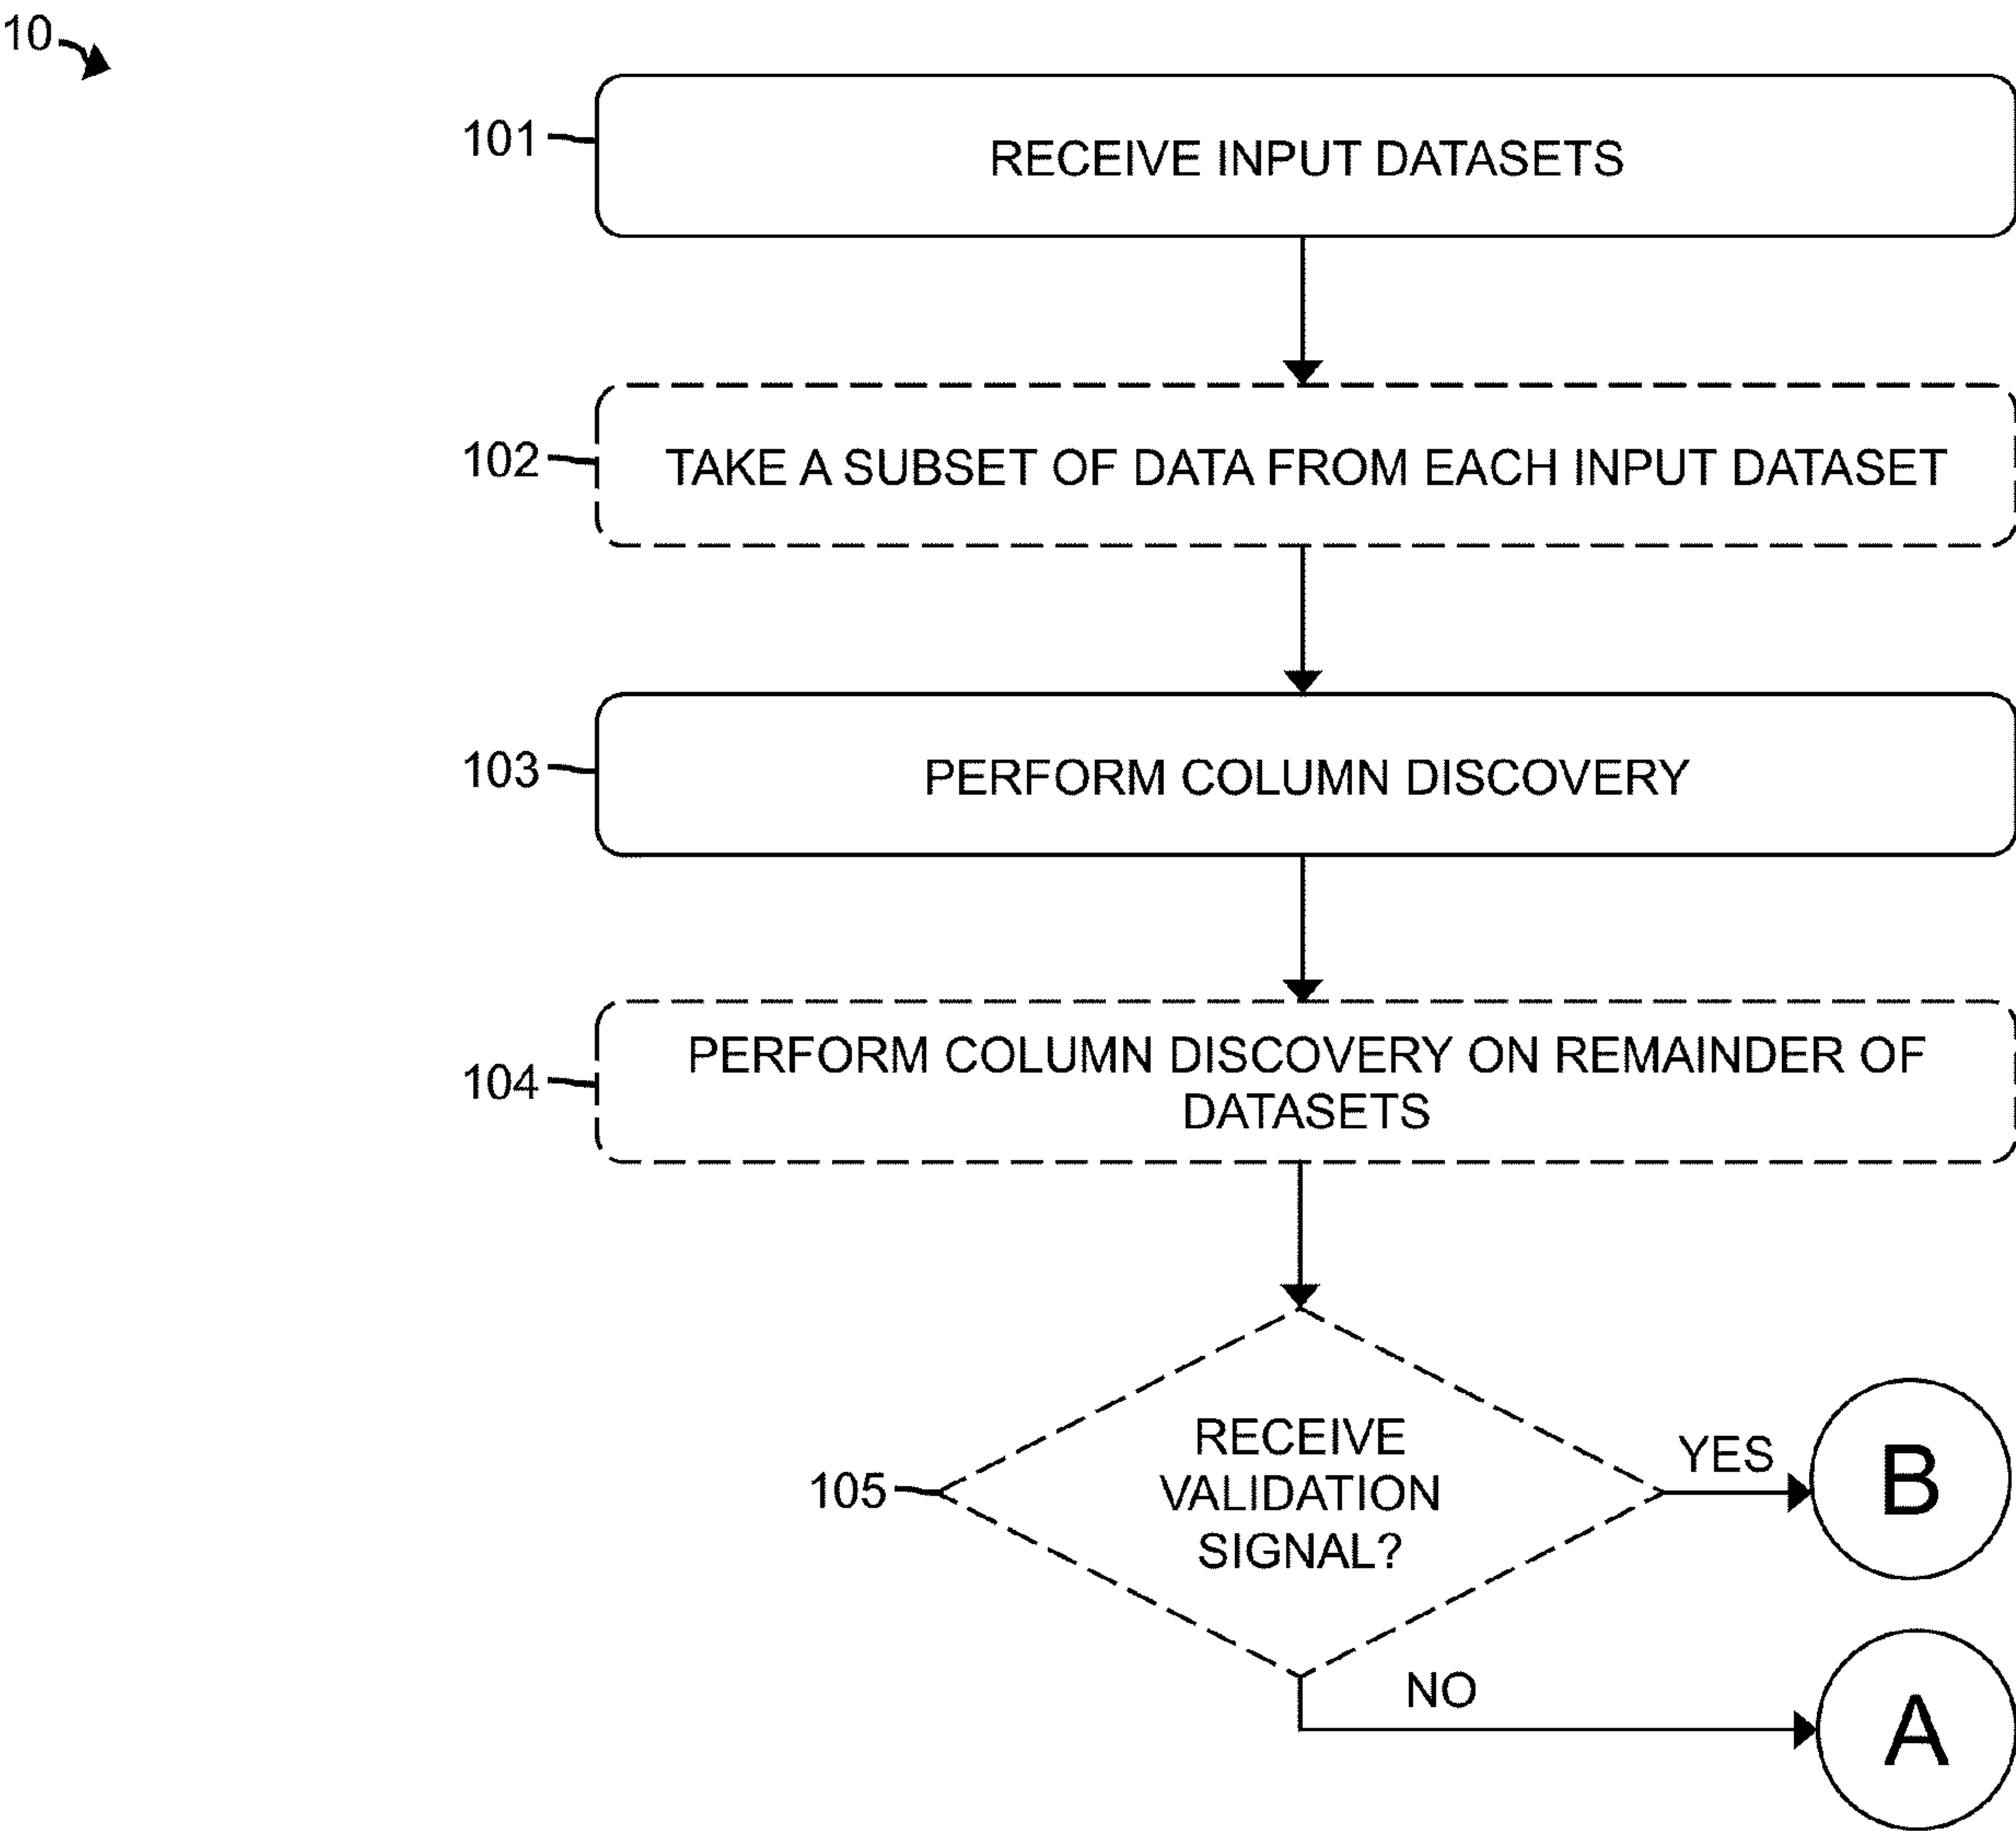 10
101
RECEIVE INPUT DATASETS
102
TAKE A SUBSET OF DATA FROM EACH INPUT DATASET
103
PERFORM COLUMN DISCOVERY
104
PERFORM COLUMN DISCOVERY ON REMAINDER OF
DATASETS
105
RECEIVE
VALIDATION
SIGNAL?
YES
B
NO
A